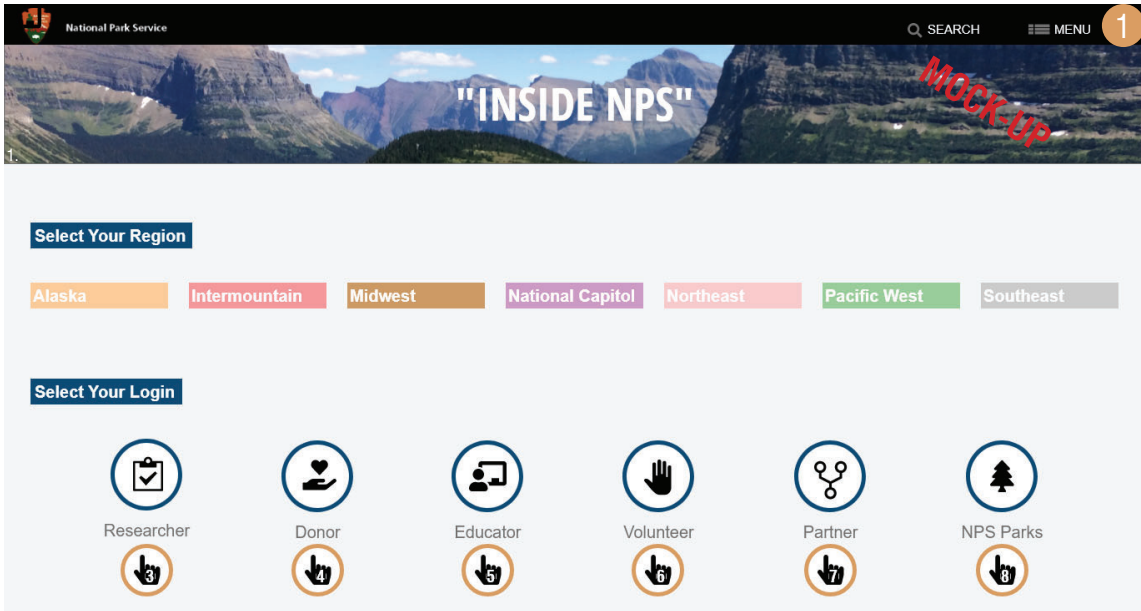 National Park Service
SEARCH
MENU
1
"INSIDE NPS"
MOCK-UP
1.
Select Your Region
Alaska Intermountain Midwest National Capitol Northeast Pacific West Southeast
Select Your Login
Researcher Donor Educator Volunteer Partner NPS Parks
3 4 5 6 7 8